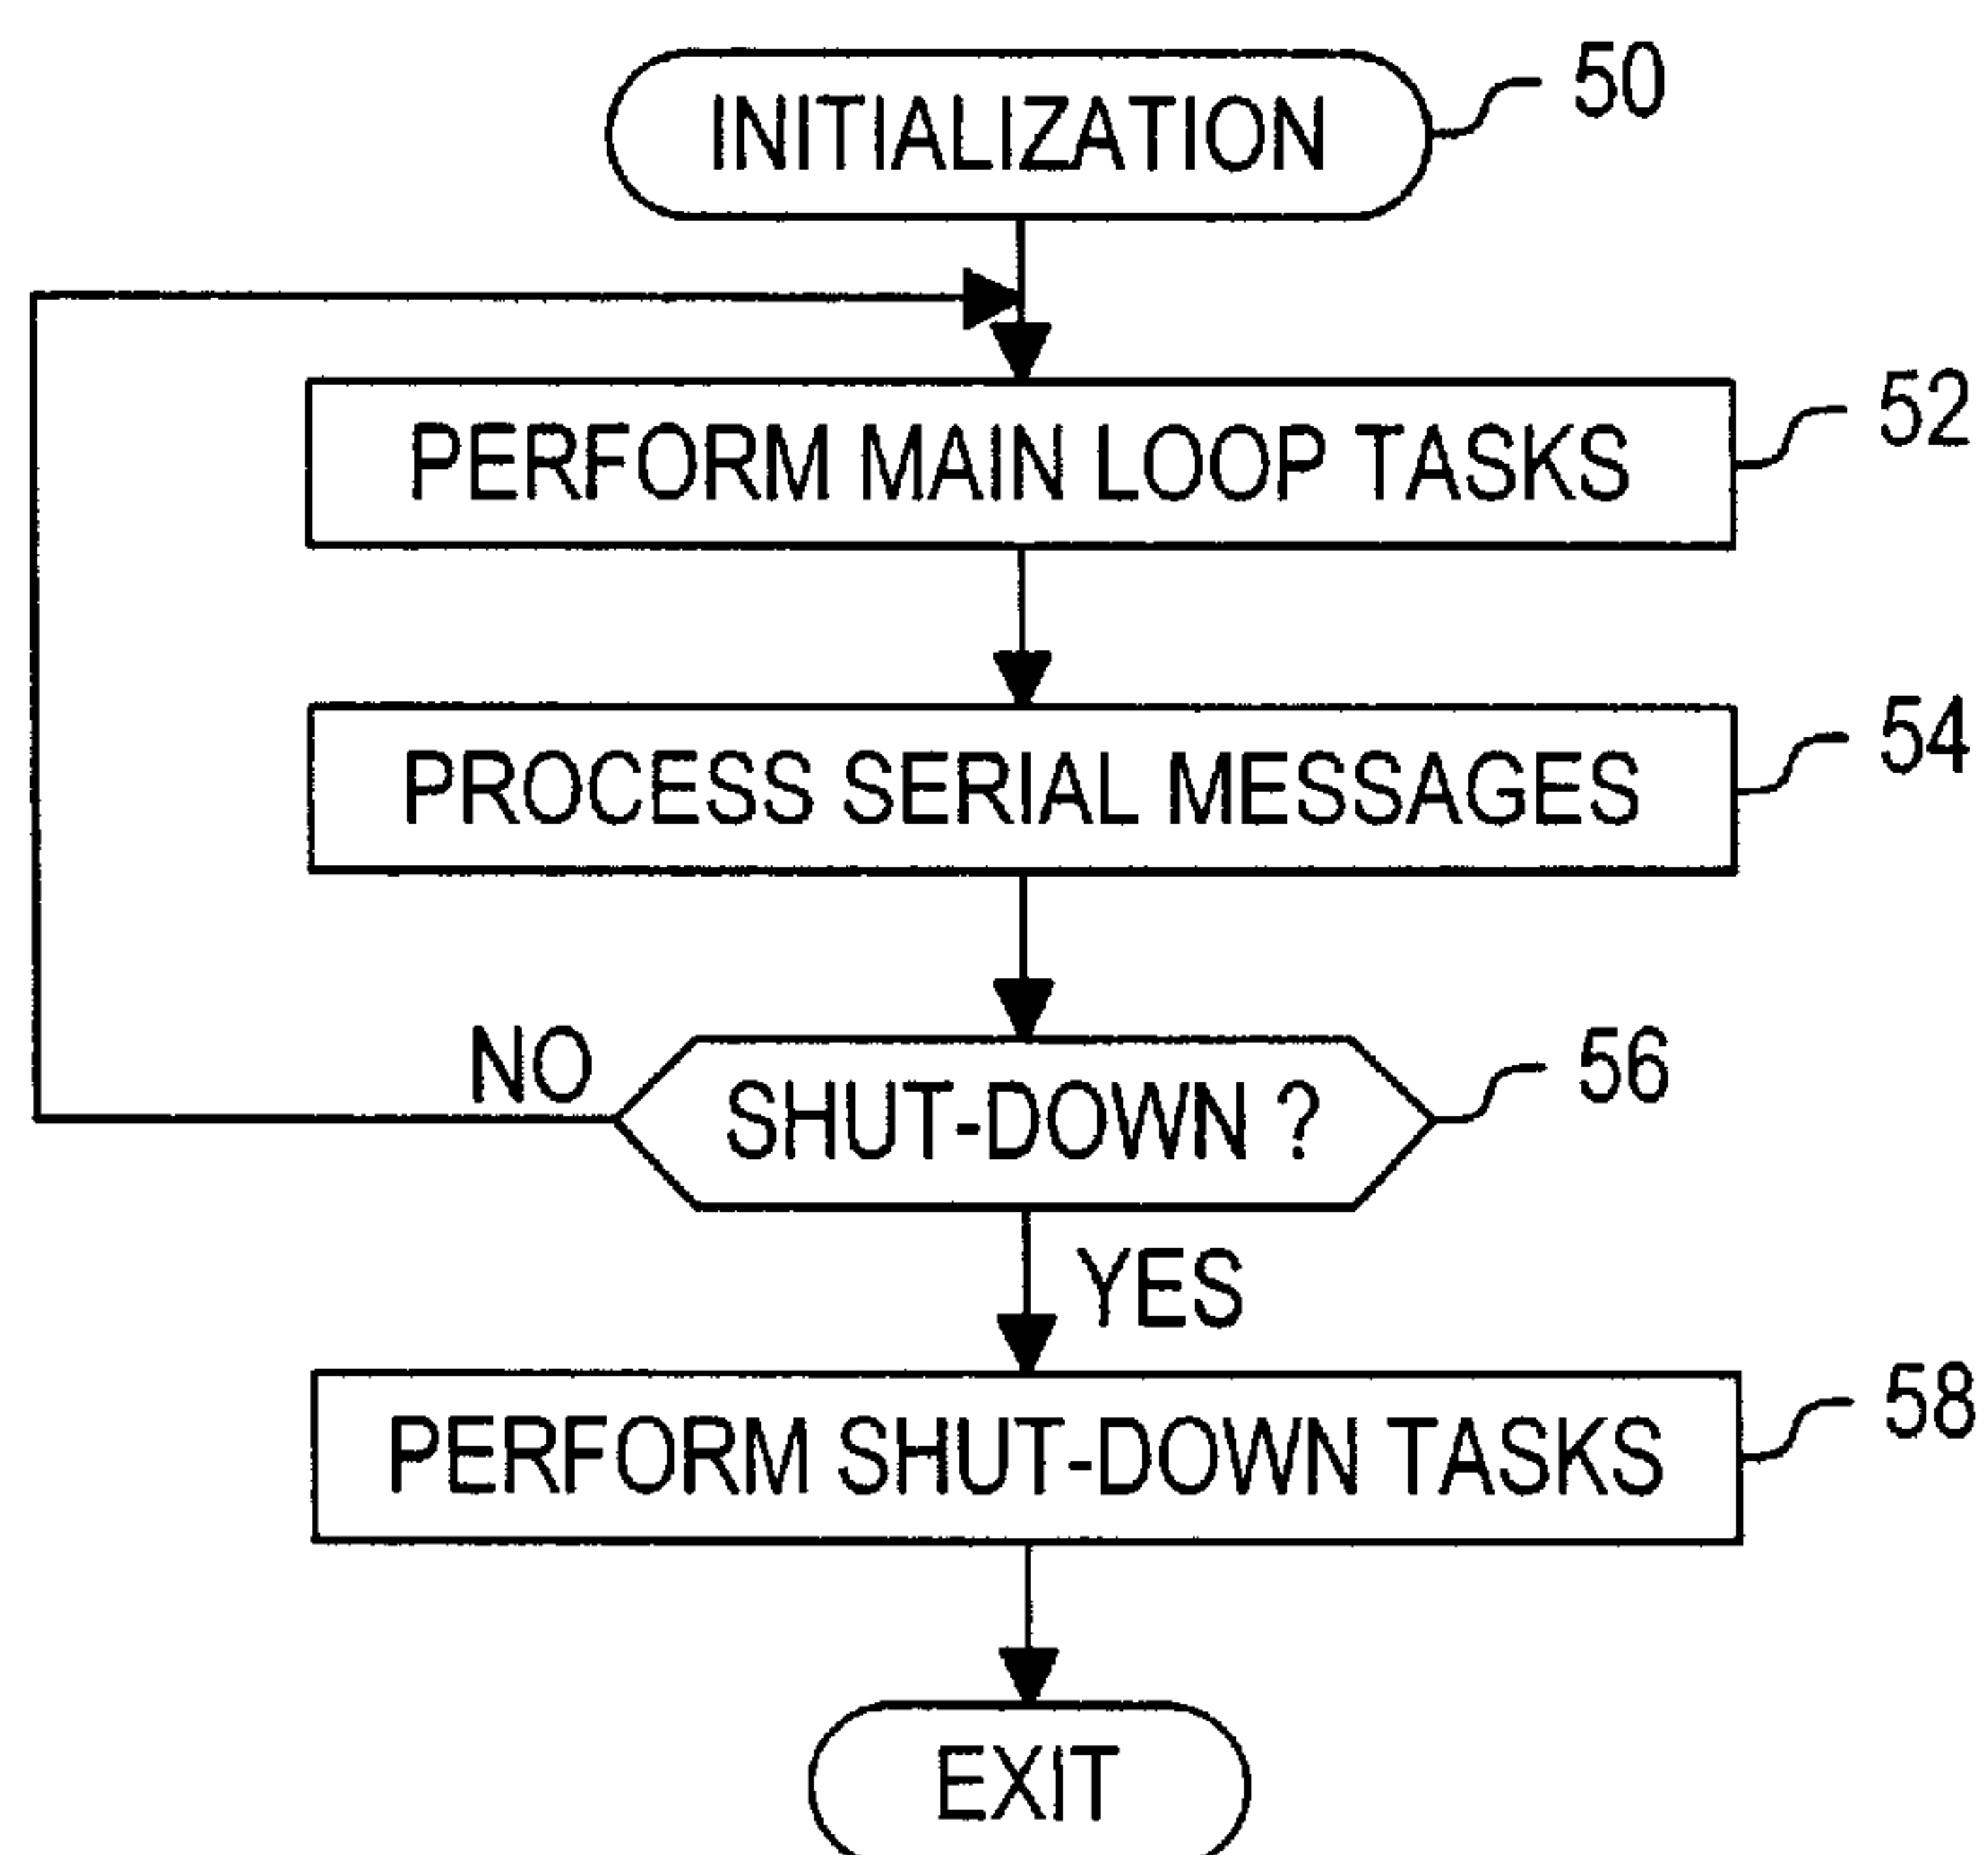 INITIALIZATION
50
PERFORM MAIN LOOP TASKS
52
PROCESS SERIAL MESSAGES
54
NO
SHUT-DOWN ?
56
YES
PERFORM SHUT-DOWN TASKS
58
EXIT